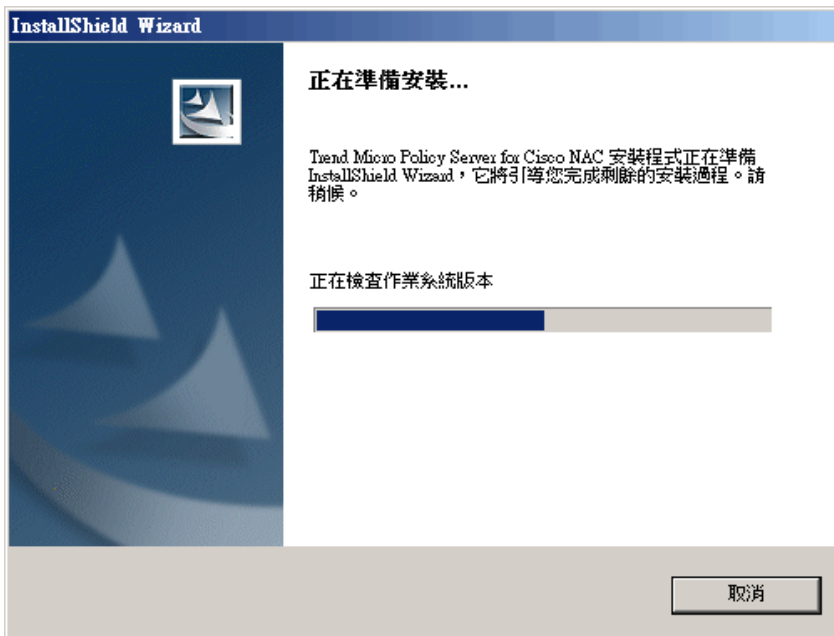 InstallShield Wizard
正在準備安裝...
Trend Micro Policy Server for Cisco NAC 安裝程式正在準備
InstallShield Wizard，它將引導您完成剩餘的安裝過程。請
稍候。
正在檢查作業系統版本
取消